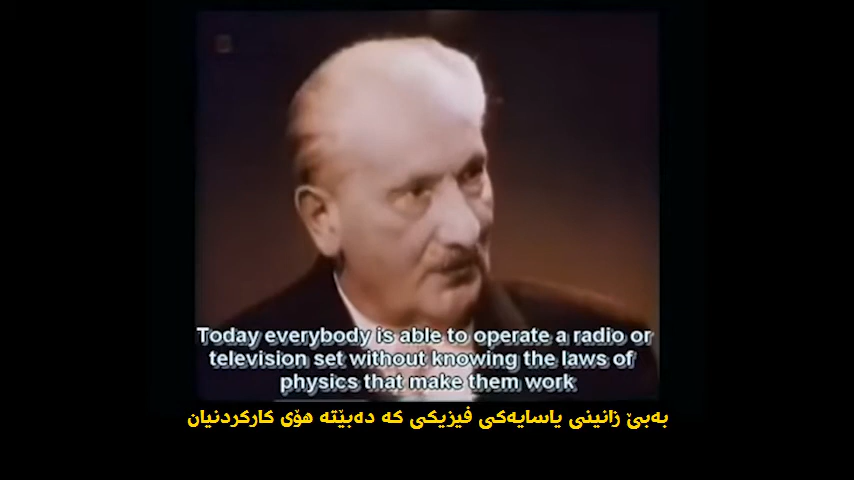 Today everybody is able to operate a radio or
television set without knowing the laws of
physics that make them work
بەبێ زانینی یاسایەکی فیزیکی کە دەبێتە هۆی کارکردنیان